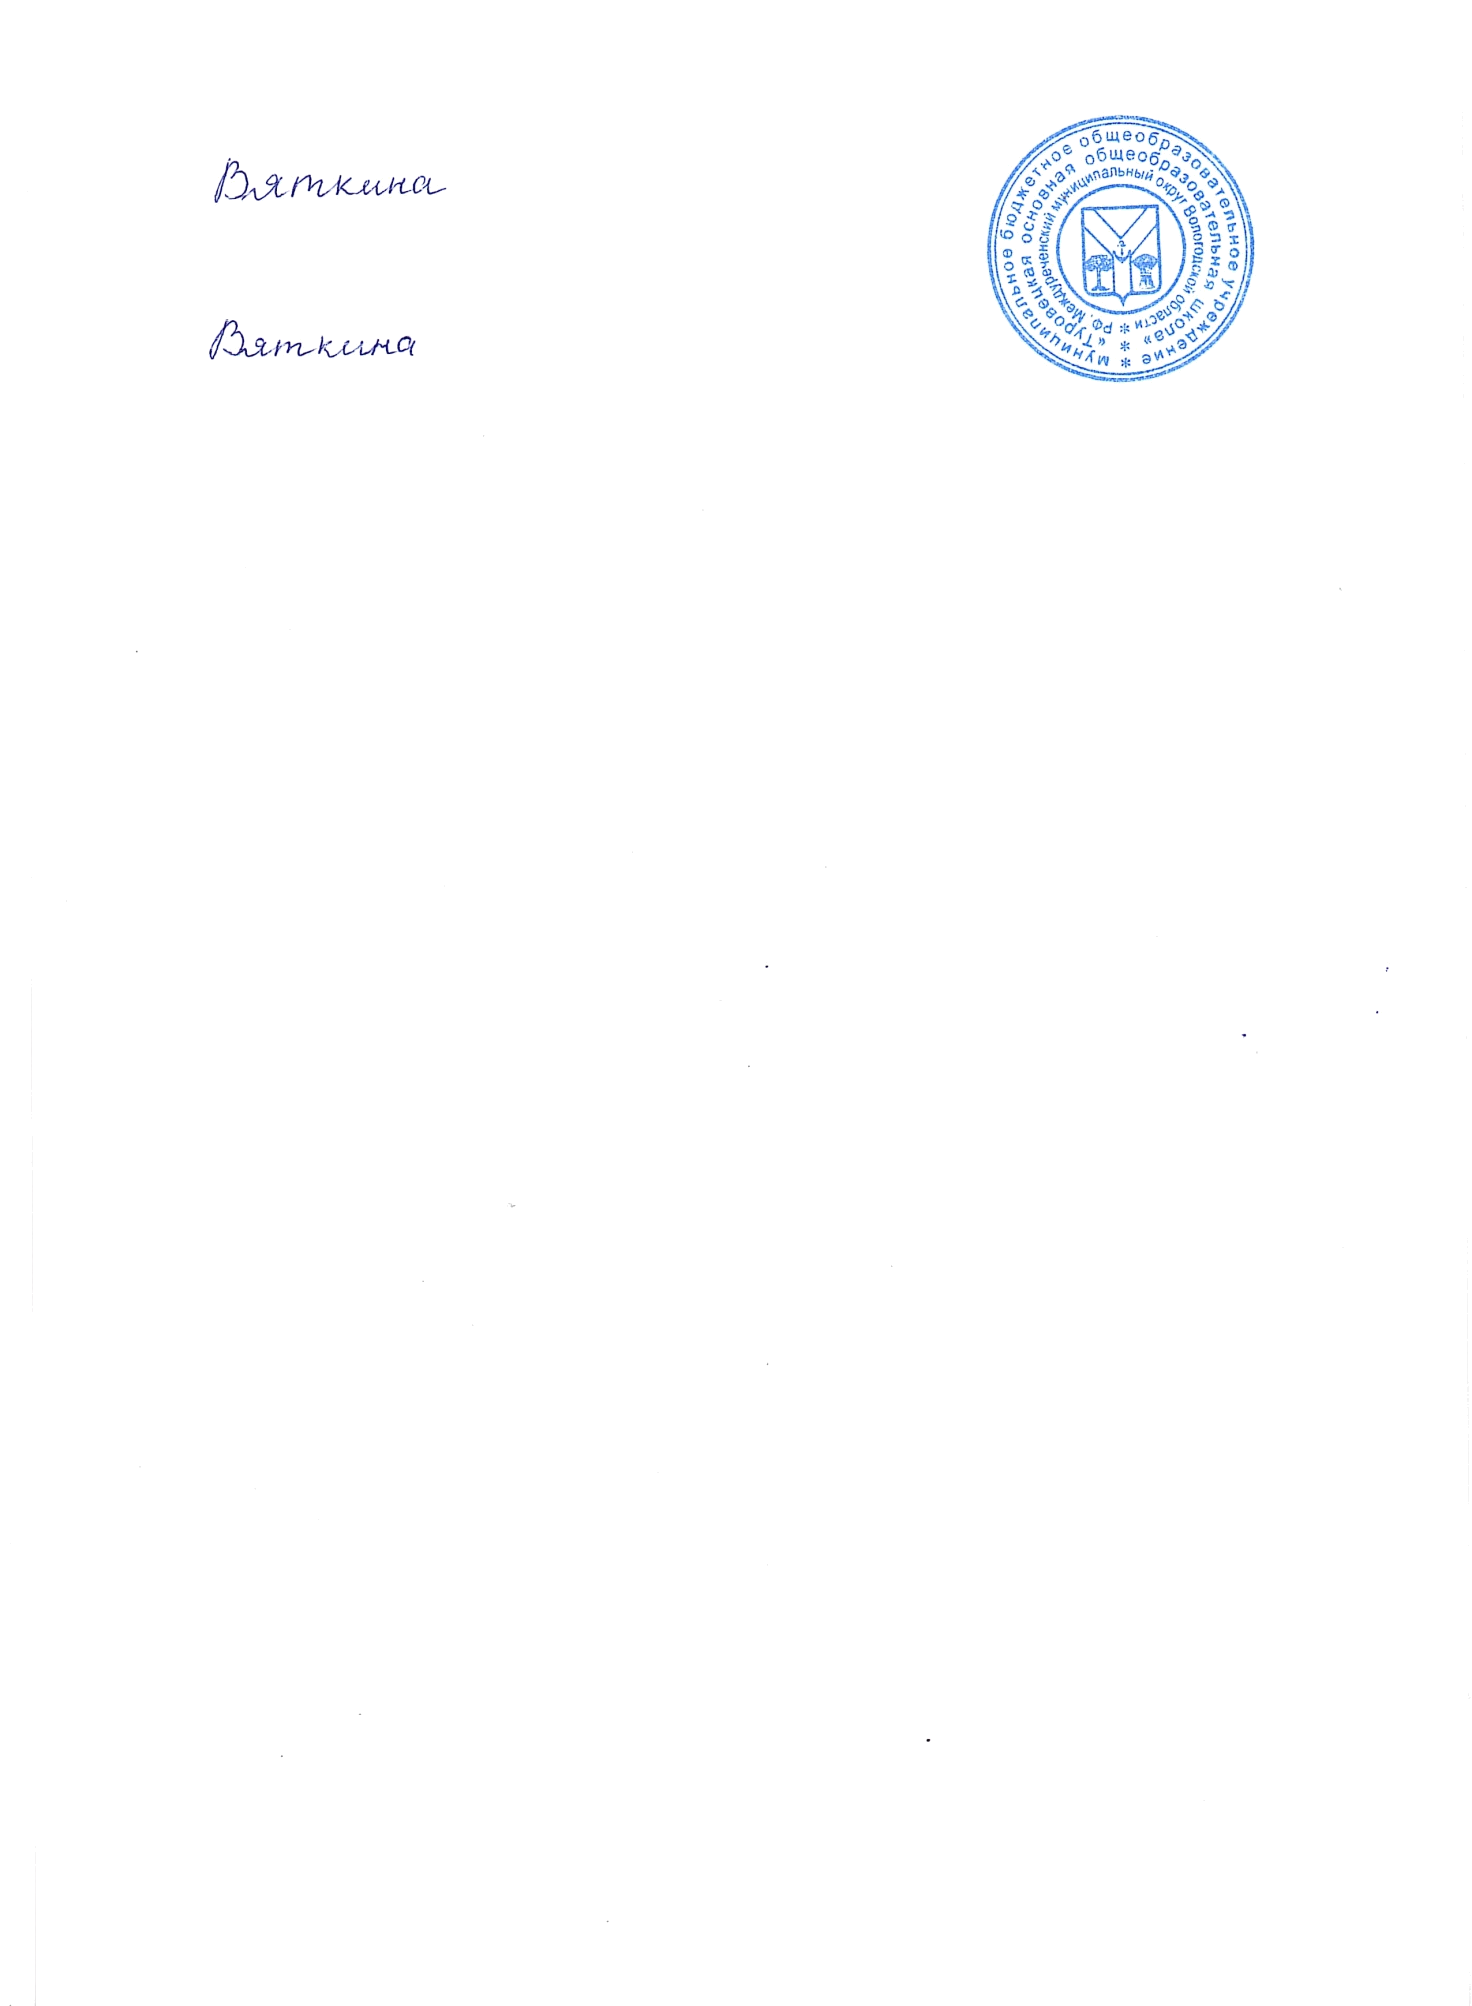 Вяткина
Вяткина
муниципальное бюджетное общеобразовательное учреждение *
«Туровецкая основная общеобразовательная школа» *
РФ, Междуреченский муниципальный округ Вологодской области *